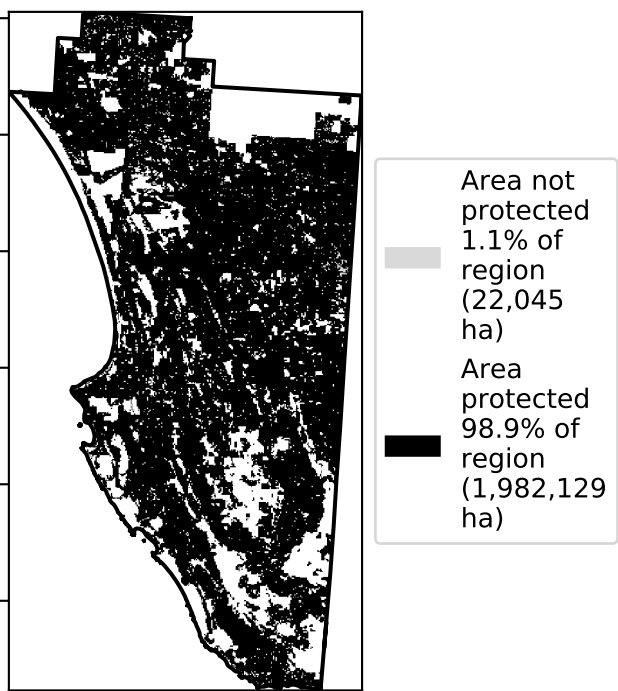 Area not
protected
1.1% of
region
(22,045
ha)
Area
protected
98.9% of
region
(1,982,129
ha)